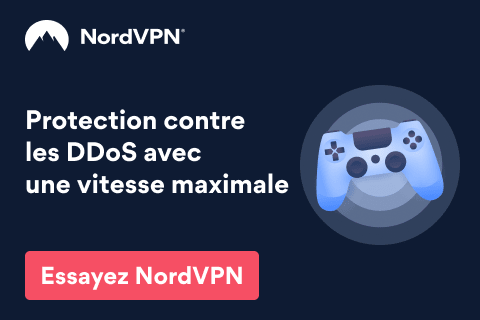 NordVPN®
Protection contre
les DDoS avec
une vitesse maximale
Essayez NordVPN